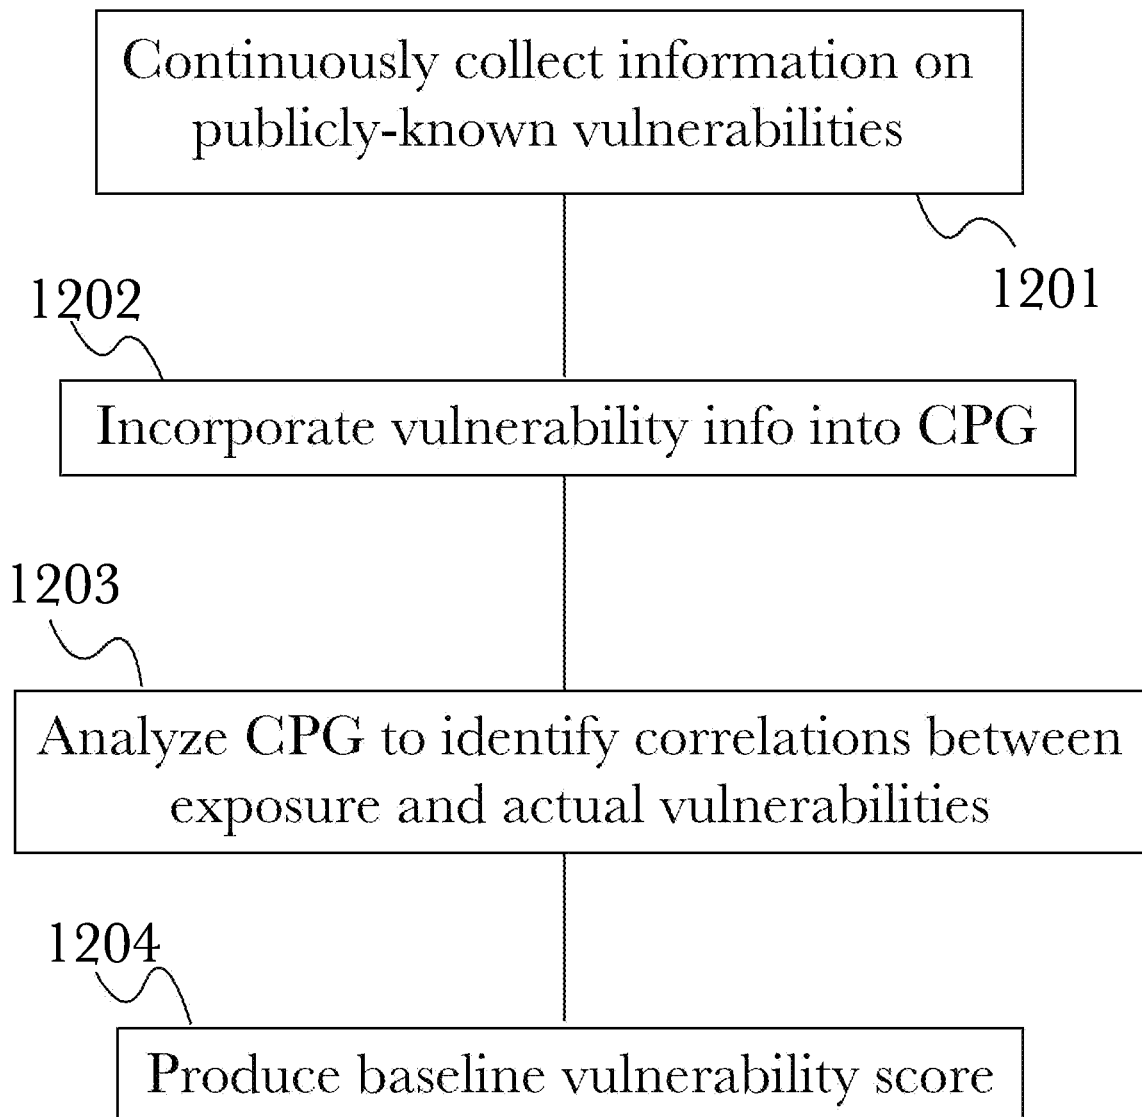 Continuously collect information on
publicly-known vulnerabilities
1201
1202
Incorporate vulnerability info into CPG
1203
Analyze CPG to identify correlations between
exposure and actual vulnerabilities
1204
Produce baseline vulnerability score